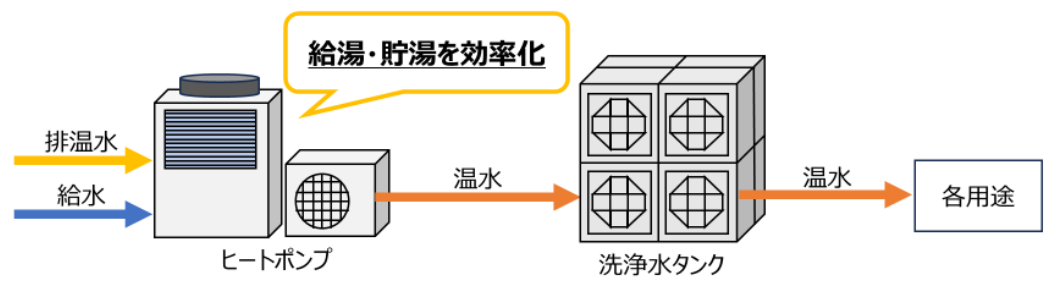 給湯・貯湯を効率化
排温水
給水
温水
温水
各用途
ヒートポンプ
洗浄水タンク